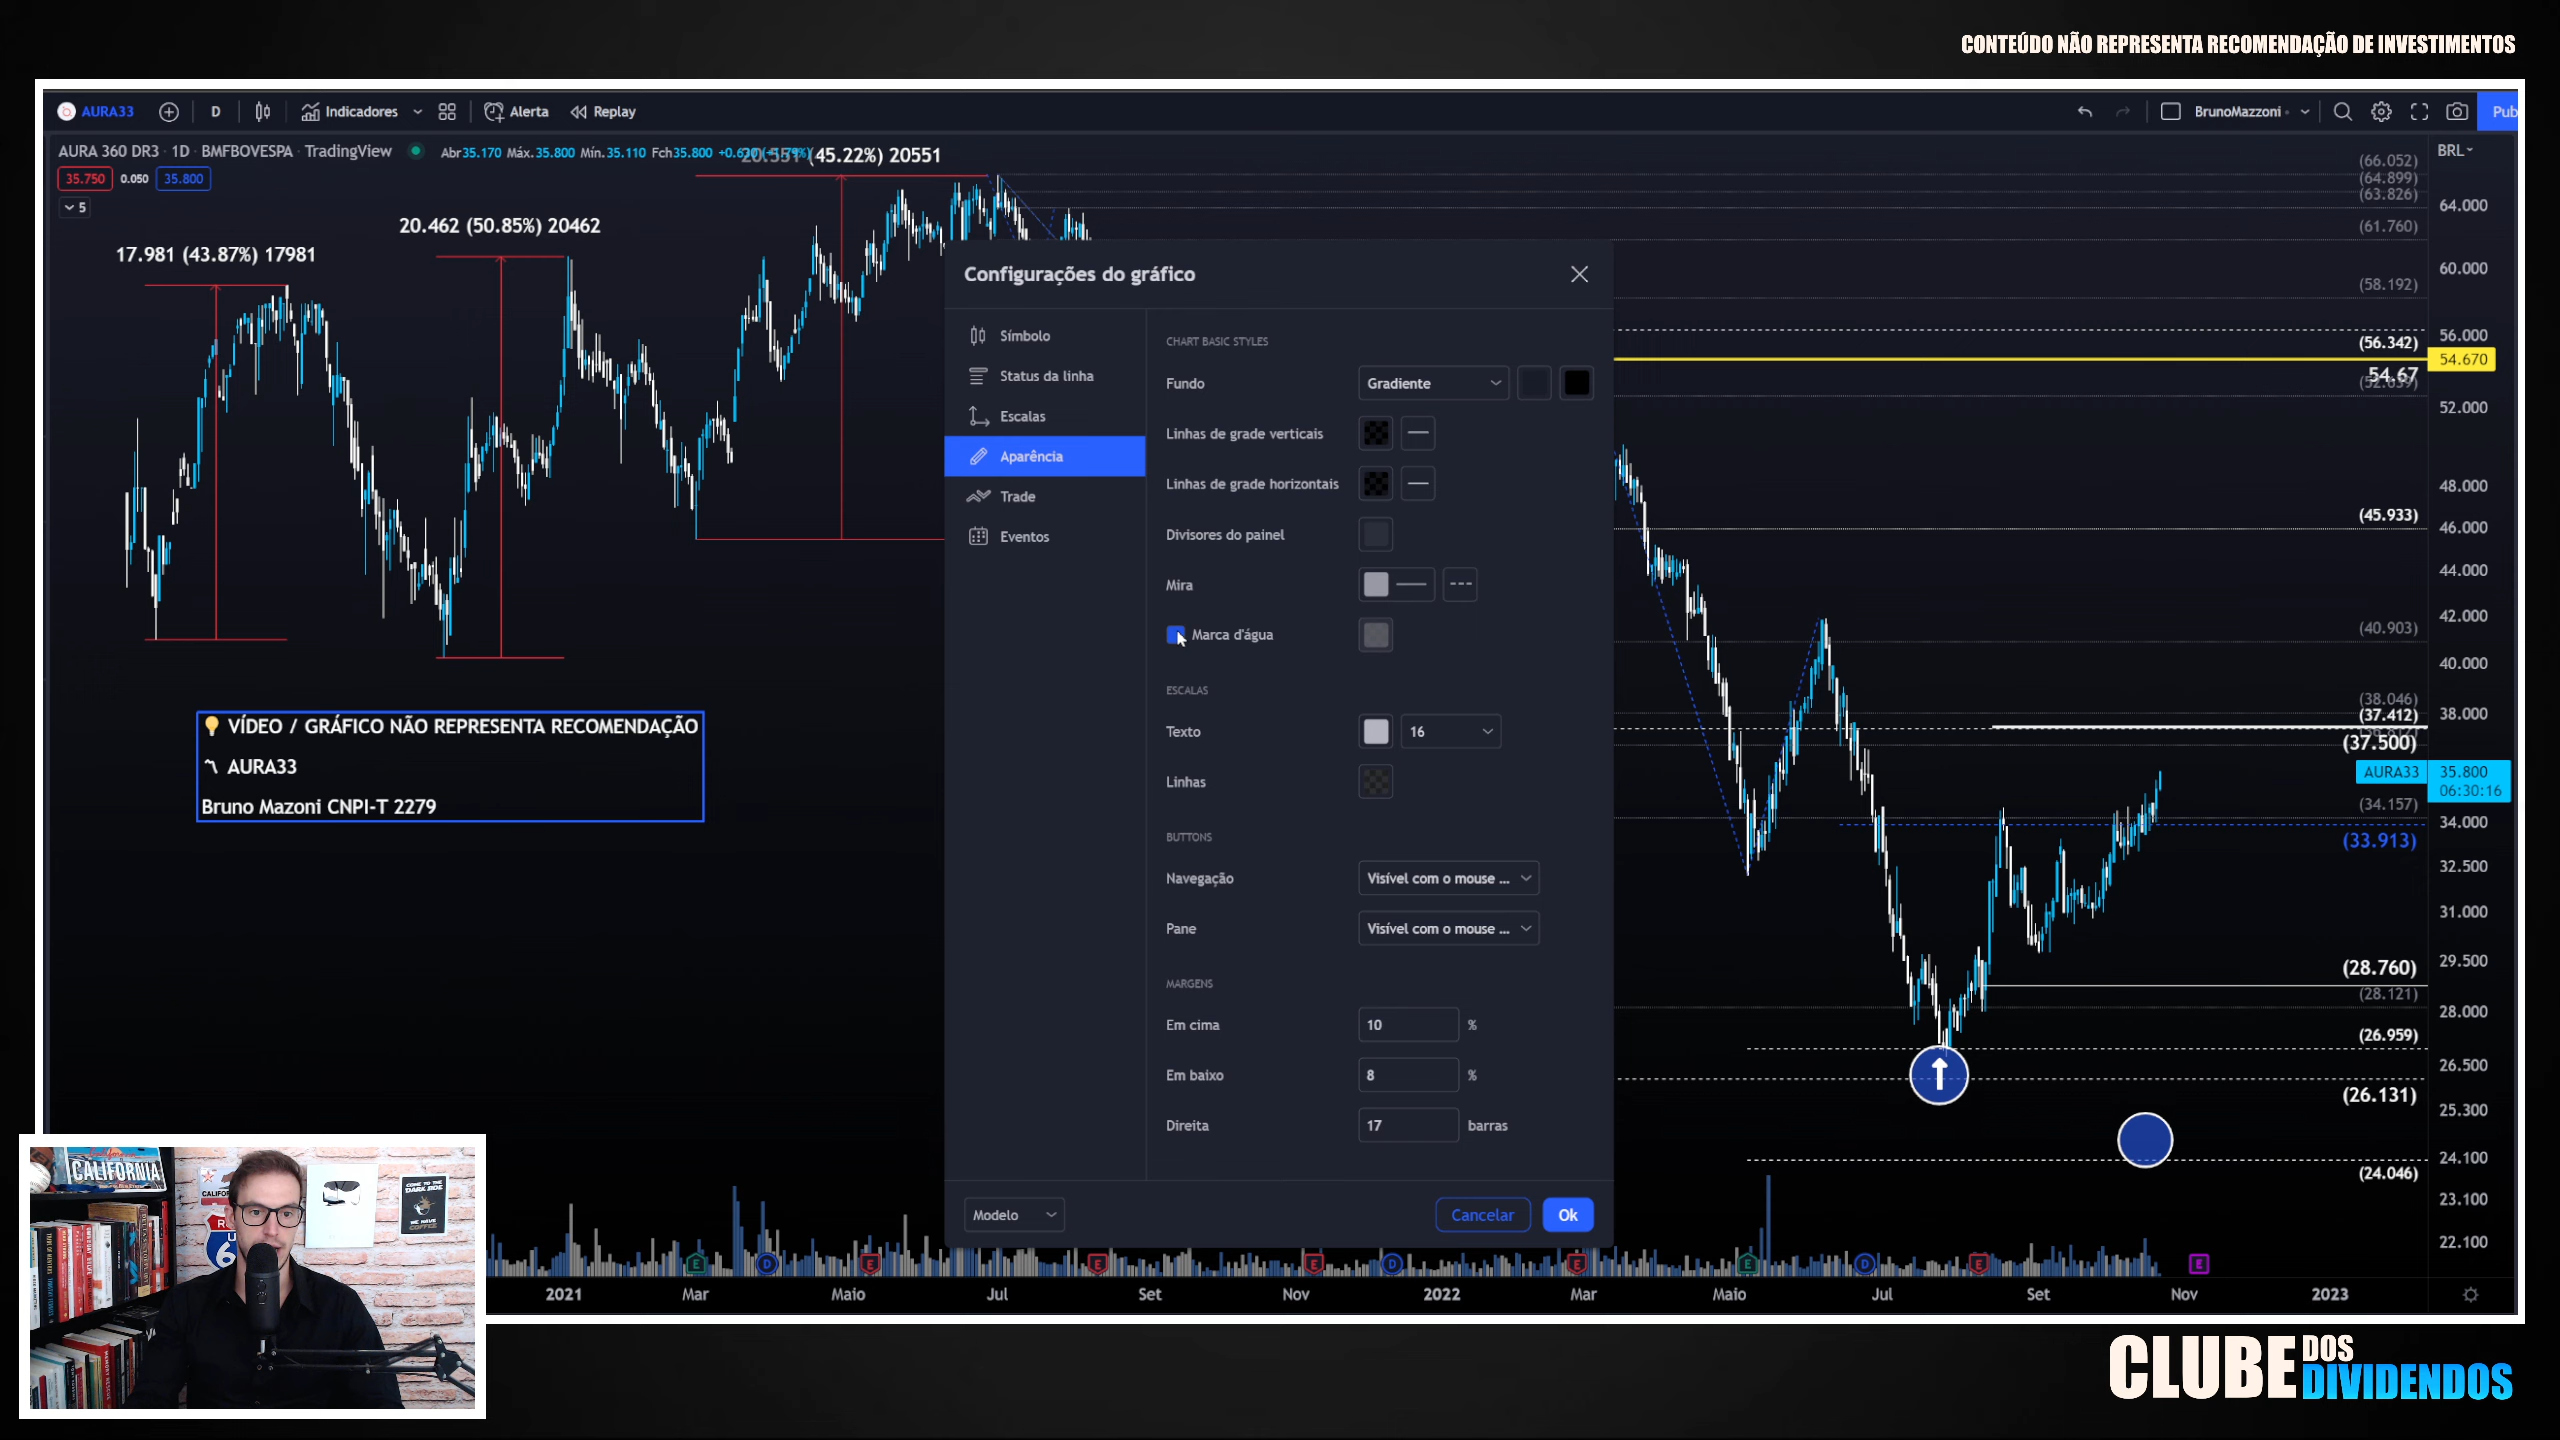 CONTEÚDO NÃO REPRESENTA RECOMENDAÇÃO DE INVESTIMENTOS
AURA33
D
Indicadores
Alerta
Replay
BrunoMazzoni
Pub
AURA 360 DR3 · 1D · BMFBOVESPA · TradingView
Abr35.170 Máx.35.800 Mín.35.110 Fch35.800
(45.22%) 20551
35.750
0.050
35.800
5
20.462 (50.85%) 20462
17.981 (43.87%) 17981
💡 VÍDEO / GRÁFICO NÃO REPRESENTA RECOMENDAÇÃO
AURA33
Bruno Mazoni CNPI-T 2279
Configurações do gráfico
Símbolo
Status da linha
Escalas
Aparência
Trade
Eventos
CHART BASIC STYLES
Fundo
Gradiente
Linhas de grade verticais
Linhas de grade horizontais
Divisores do painel
Mira
Marca d'água
ESCALAS
Texto
16
Linhas
BUTTONS
Navegação
Visível com o mouse ...
Pane
Visível com o mouse ...
MARGENS
Em cima
10 %
Em baixo
8 %
Direita
17 barras
Modelo
Cancelar
Ok
(66.052)
(64.899)
(63.826)
(61.760)
(58.192)
(56.342)
54.67
(45.933)
(40.903)
(38.046)
(37.412)
(37.500)
AURA33
(34.157)
(33.913)
(28.760)
(28.121)
(26.959)
(26.131)
(24.046)
BRL
64.000
60.000
56.000
54.670
52.000
48.000
46.000
44.000
42.000
40.000
38.000
35.800
06:30:16
34.000
32.500
31.000
29.500
28.000
26.500
25.300
24.100
23.100
22.100
E
D
E
E
E
D
E
E
D
E
E
2021
Mar
Maio
Jul
Set
Nov
2022
Mar
Maio
Jul
Set
Nov
2023
CALIFORNIA
COME TO THE
DARK SIDE
WE HAVE
COFFEE
CLUBE DOS
DIVIDENDOS